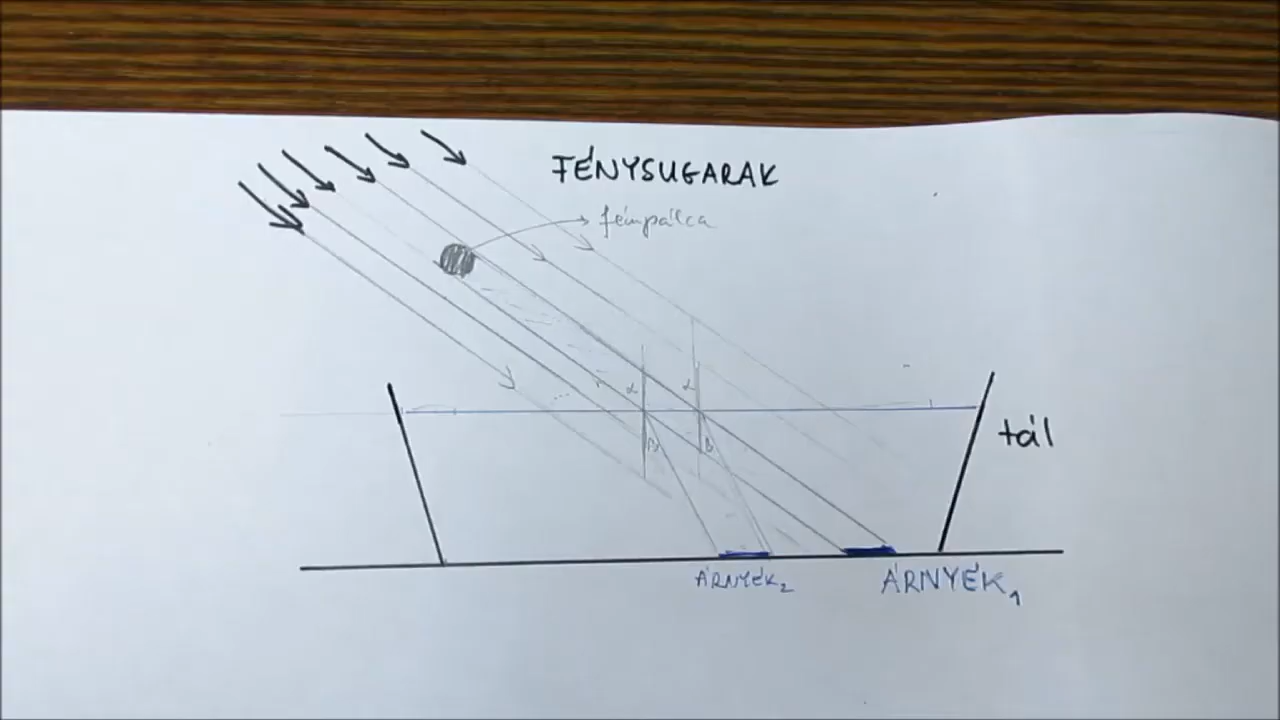 FÉNYSUGARAK
fémpálca
α α
tál
β β
ÁRNYÉK₂
ÁRNYÉK₁